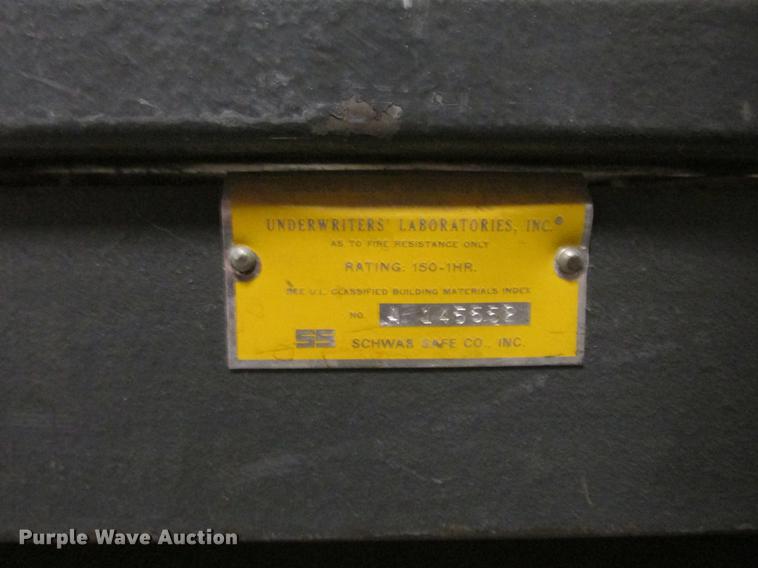 UNDERWRITERS' LABORATORIES, INC.®
AS TO FIRE RESISTANCE ONLY
RATING: 150-1HR.
SEE U.L. CLASSIFIED BUILDING MATERIALS INDEX
NO.
SS SCHWAB SAFE CO., INC.
Purple Wave Auction